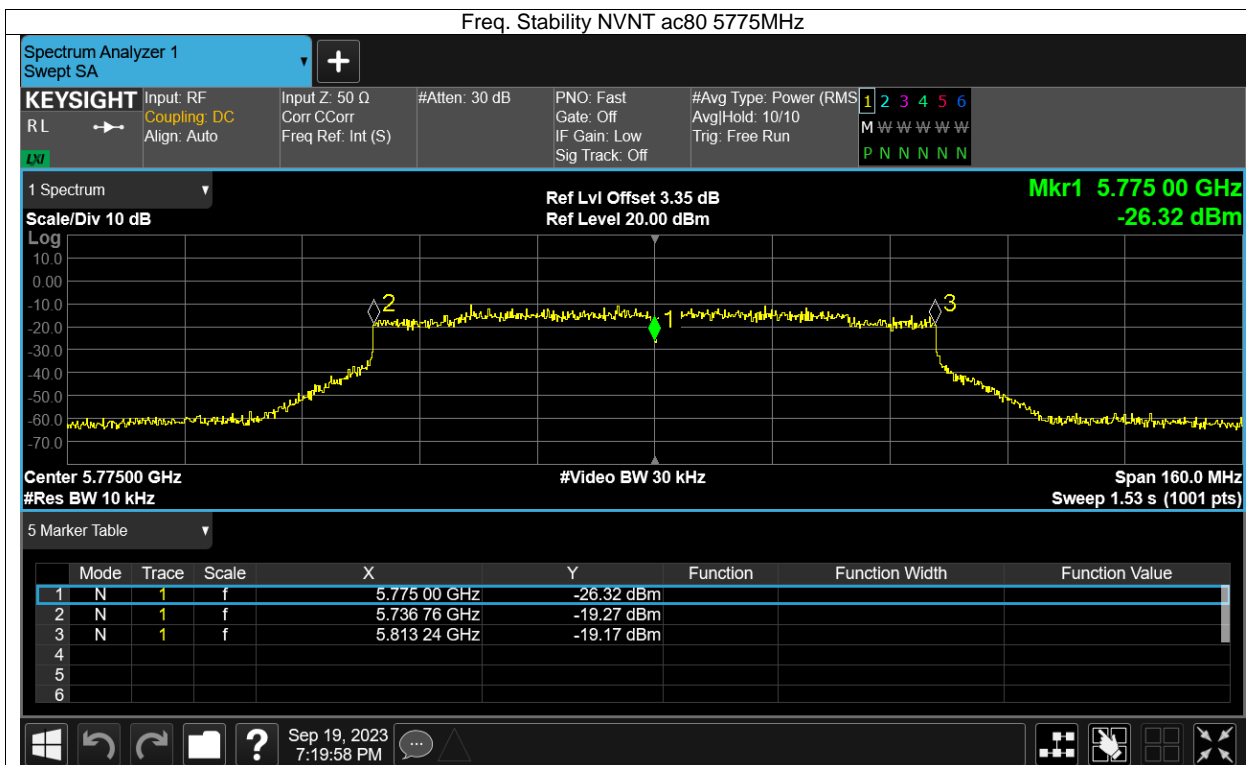 Freq. Stability NVNT ac80 5775MHz
Spectrum Analyzer 1
Swept SA
KEYSIGHT
RL
LXI
Input: RF
Coupling: DC
Align: Auto
Input Z: 50 Ω
Corr CCorr
Freq Ref: Int (S)
#Atten: 30 dB
PNO: Fast
Gate: Off
IF Gain: Low
Sig Track: Off
#Avg Type: Power (RMS
Avg|Hold: 10/10
Trig: Free Run
1 2 3 4 5 6
M W W W W W
P N N N N N
1 Spectrum
Scale/Div 10 dB
Ref Lvl Offset 3.35 dB
Ref Level 20.00 dBm
Mkr1 5.775 00 GHz
-26.32 dBm
Log
10.0
0.00
-10.0
-20.0
-30.0
-40.0
-50.0
-60.0
-70.0
2
1
3
Center 5.77500 GHz
#Video BW 30 kHz
Span 160.0 MHz
#Res BW 10 kHz
Sweep 1.53 s (1001 pts)
5 Marker Table
Mode Trace Scale X Y Function Function Width Function Value
1 N 1 f 5.775 00 GHz -26.32 dBm
2 N 1 f 5.736 76 GHz -19.27 dBm
3 N 1 f 5.813 24 GHz -19.17 dBm
4
5
6
?
Sep 19, 2023
7:19:58 PM